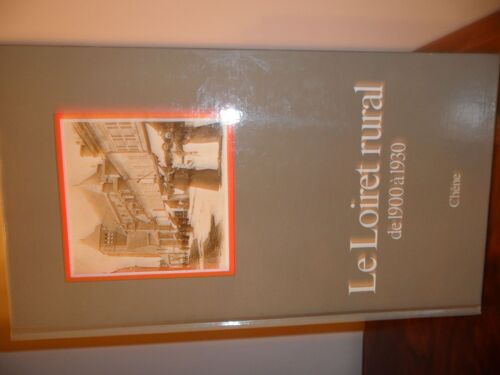 Le Loiret rural
de 1900 à 1930
Chêne